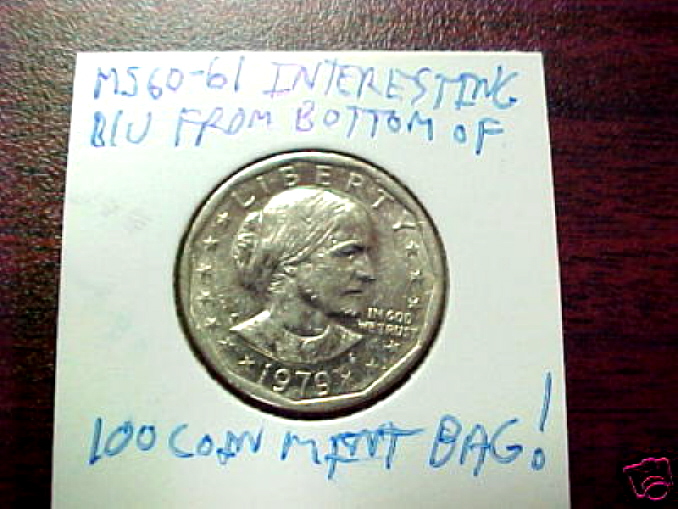 MS60-61 INTERESTING
B/U FROM BOTTOM OF
LIBERTY
IN GOD
WE TRUST
1979
100 COIN MINT BAG!